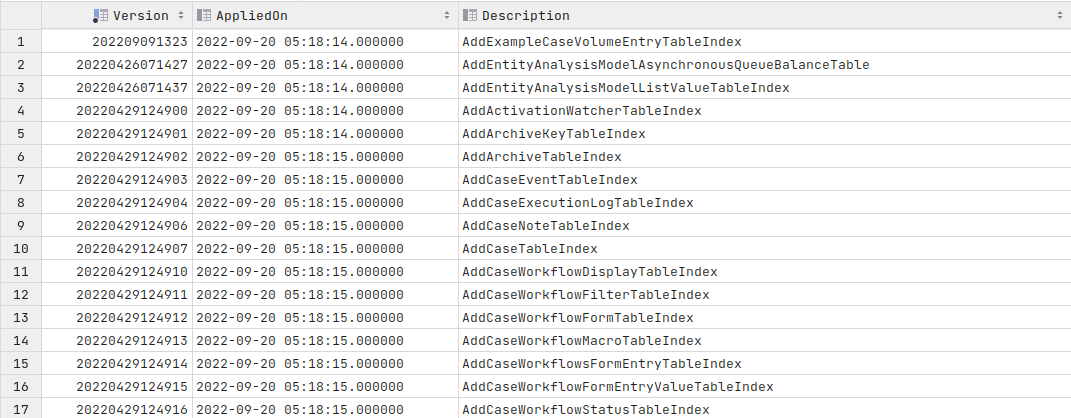 Version AppliedOn Description
1 202209091323 2022-09-20 05:18:14.000000 AddExampleCaseVolumeEntryTableIndex
2 20220426071427 2022-09-20 05:18:14.000000 AddEntityAnalysisModelAsynchronousQueueBalanceTable
3 20220426071437 2022-09-20 05:18:14.000000 AddEntityAnalysisModelListValueTableIndex
4 20220429124900 2022-09-20 05:18:14.000000 AddActivationWatcherTableIndex
5 20220429124901 2022-09-20 05:18:14.000000 AddArchiveKeyTableIndex
6 20220429124902 2022-09-20 05:18:15.000000 AddArchiveTableIndex
7 20220429124903 2022-09-20 05:18:15.000000 AddCaseEventTableIndex
8 20220429124904 2022-09-20 05:18:15.000000 AddCaseExecutionLogTableIndex
9 20220429124906 2022-09-20 05:18:15.000000 AddCaseNoteTableIndex
10 20220429124907 2022-09-20 05:18:15.000000 AddCaseTableIndex
11 20220429124910 2022-09-20 05:18:15.000000 AddCaseWorkflowDisplayTableIndex
12 20220429124911 2022-09-20 05:18:15.000000 AddCaseWorkflowFilterTableIndex
13 20220429124912 2022-09-20 05:18:15.000000 AddCaseWorkflowFormTableIndex
14 20220429124913 2022-09-20 05:18:15.000000 AddCaseWorkflowMacroTableIndex
15 20220429124914 2022-09-20 05:18:15.000000 AddCaseWorkflowsFormEntryTableIndex
16 20220429124915 2022-09-20 05:18:15.000000 AddCaseWorkflowFormEntryValueTableIndex
17 20220429124916 2022-09-20 05:18:15.000000 AddCaseWorkflowStatusTableIndex